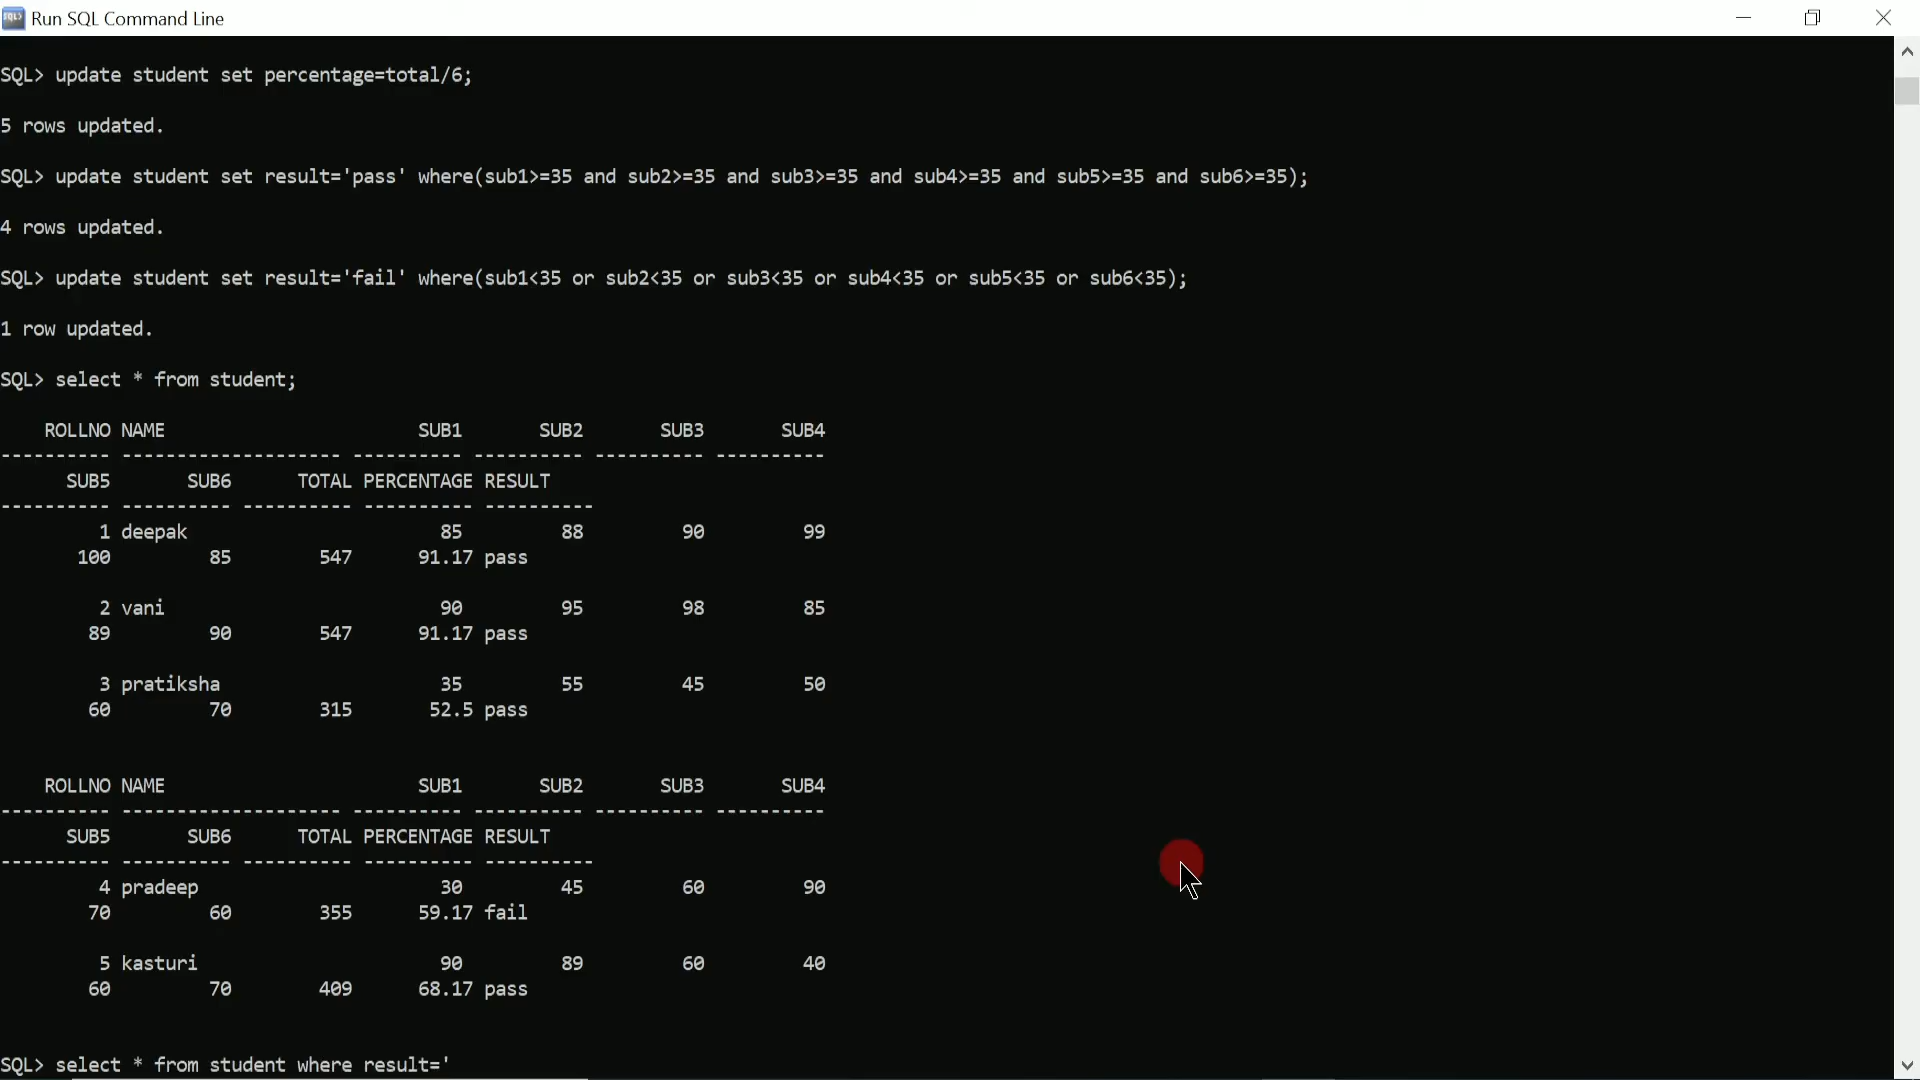 Run SQL Command Line
SQL> update student set percentage=total/6;
5 rows updated.
SQL> update student set result='pass' where(sub1>=35 and sub2>=35 and sub3>=35 and sub4>=35 and sub5>=35 and sub6>=35);
4 rows updated.
SQL> update student set result='fail' where(sub1<35 or sub2<35 or sub3<35 or sub4<35 or sub5<35 or sub6<35);
1 row updated.
SQL> select * from student;
ROLLNO NAME SUB1 SUB2 SUB3 SUB4
---------- -------------------- ---------- ---------- ---------- ----------
SUB5 SUB6 TOTAL PERCENTAGE RESULT
---------- ---------- ---------- ---------- ----------
1 deepak 85 88 90 99
100 85 547 91.17 pass
2 vani 90 95 98 85
89 90 547 91.17 pass
3 pratiksha 35 55 45 50
60 70 315 52.5 pass
ROLLNO NAME SUB1 SUB2 SUB3 SUB4
---------- -------------------- ---------- ---------- ---------- ----------
SUB5 SUB6 TOTAL PERCENTAGE RESULT
---------- ---------- ---------- ---------- ----------
4 pradeep 30 45 60 90
70 60 355 59.17 fail
5 kasturi 90 89 60 40
60 70 409 68.17 pass
SQL> select * from student where result='